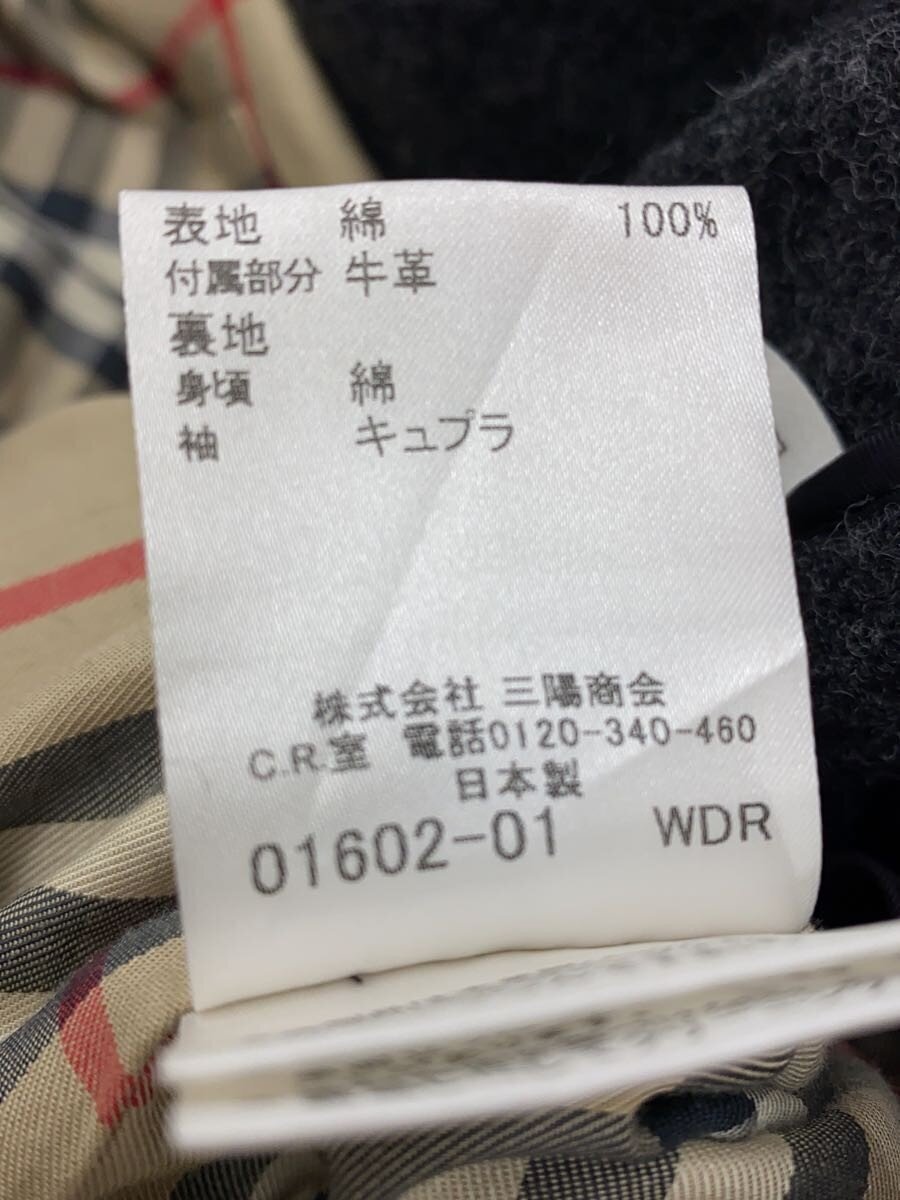 表地 綿 100%
付属部分 牛革
裏地
身頃 綿
袖 キュプラ
株式会社 三陽商会
C.R.室 電話0120-340-460
日本製
01602-01 WDR